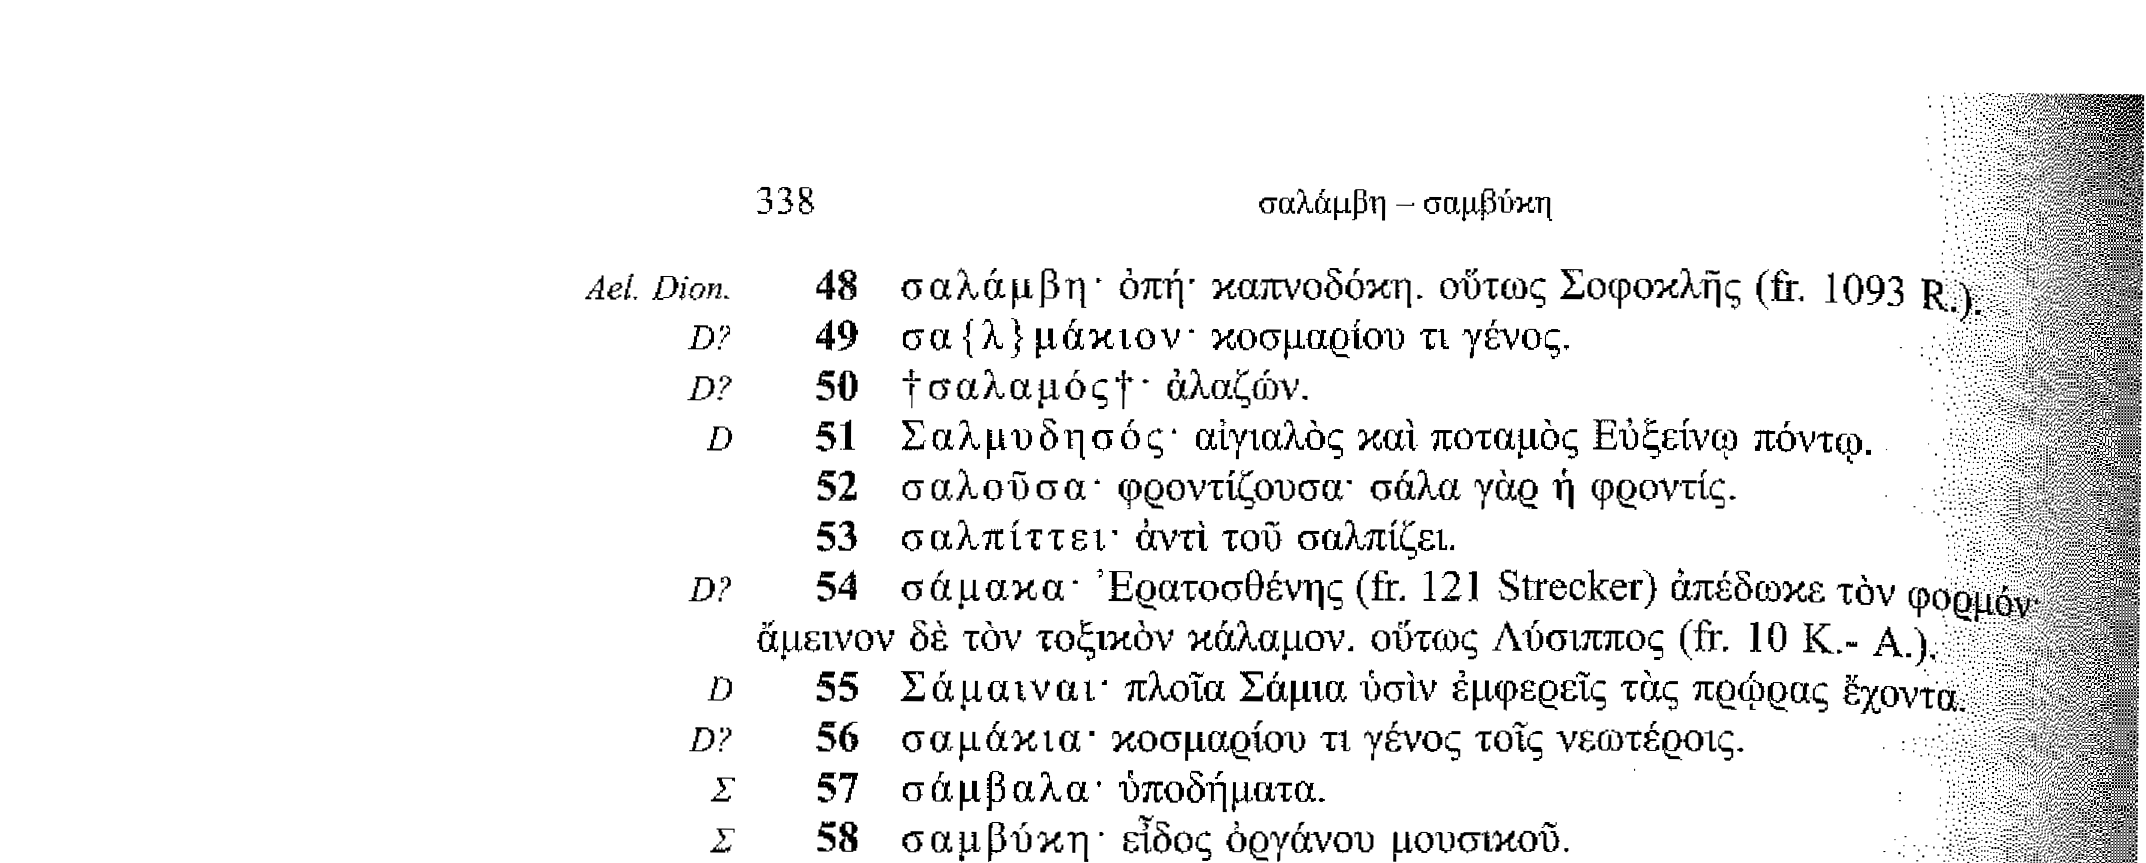 338 σαλάμβη – σαμβύκη
Ael. Dion. 48 σαλάμβη· ὀπή· καπνοδόκη. οὕτως Σοφοκλῆς (fr. 1093 R.).
D? 49 σα{λ}μάκιον· κοσμαρίου τι γένος.
D? 50 †σαλαμός†· ἀλαζών.
D 51 Σαλμυδησός· αἰγιαλὸς καὶ ποταμὸς Εὐξείνῳ πόντῳ.
52 σαλοῦσα· φροντίζουσα· σάλα γὰρ ἡ φροντίς.
53 σαλπίττει· ἀντὶ τοῦ σαλπίζει.
D? 54 σάμακα· Ἐρατοσθένης (fr. 121 Strecker) ἀπέδωκε τὸν φορμόν·
ἄμεινον δὲ τὸν τοξικὸν κάλαμον. οὕτως Λύσιππος (fr. 10 K.- A.).
D 55 Σάμαιναι· πλοῖα Σάμια ὑσὶν ἐμφερεῖς τὰς πρῴρας ἔχοντα.
D? 56 σαμάκια· κοσμαρίου τι γένος τοῖς νεωτέροις.
Σ 57 σάμβαλα· ὑποδήματα.
Σ 58 σαμβύκη· εἶδος ὀργάνου μουσικοῦ.